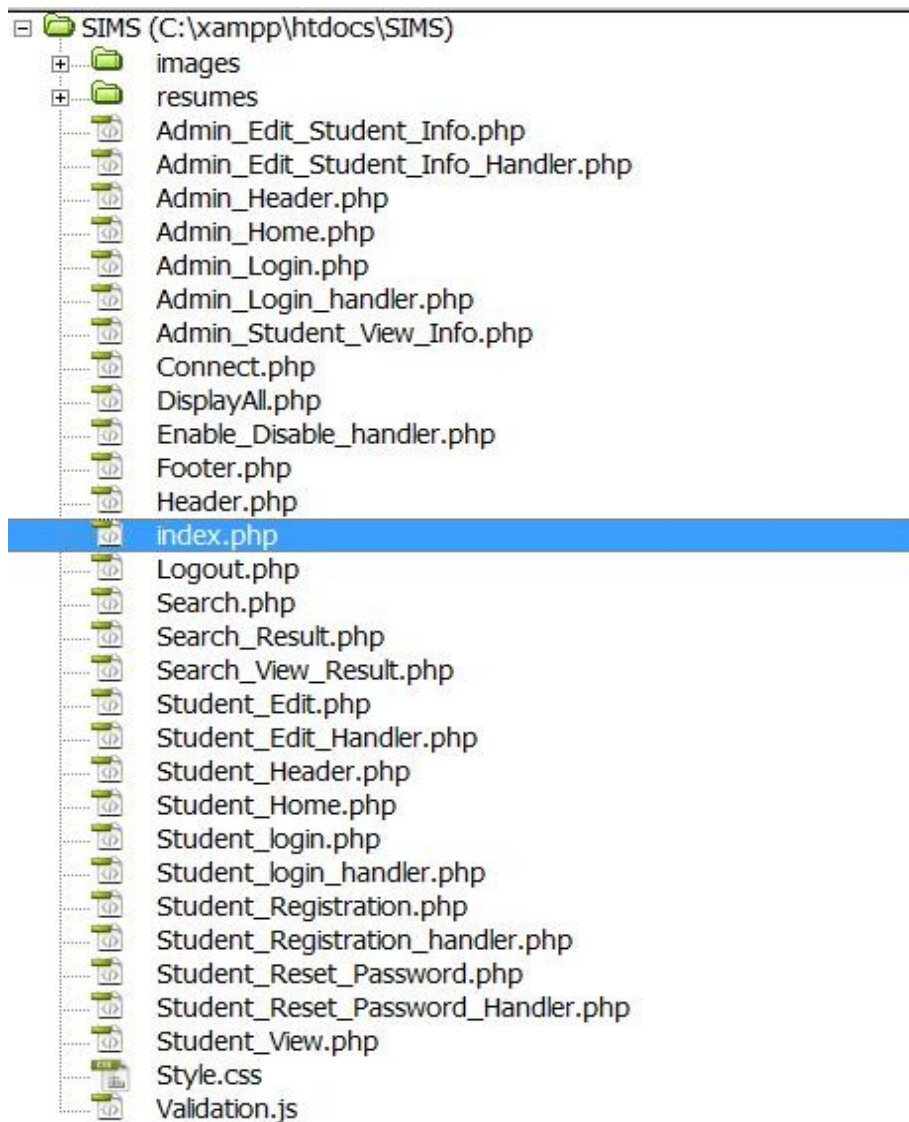 SIMS (C:\xampp\htdocs\SIMS)
images
resumes
Admin_Edit_Student_Info.php
Admin_Edit_Student_Info_Handler.php
Admin_Header.php
Admin_Home.php
Admin_Login.php
Admin_Login_handler.php
Admin_Student_View_Info.php
Connect.php
DisplayAll.php
Enable_Disable_handler.php
Footer.php
Header.php
index.php
Logout.php
Search.php
Search_Result.php
Search_View_Result.php
Student_Edit.php
Student_Edit_Handler.php
Student_Header.php
Student_Home.php
Student_login.php
Student_login_handler.php
Student_Registration.php
Student_Registration_handler.php
Student_Reset_Password.php
Student_Reset_Password_Handler.php
Student_View.php
Style.css
Validation.js